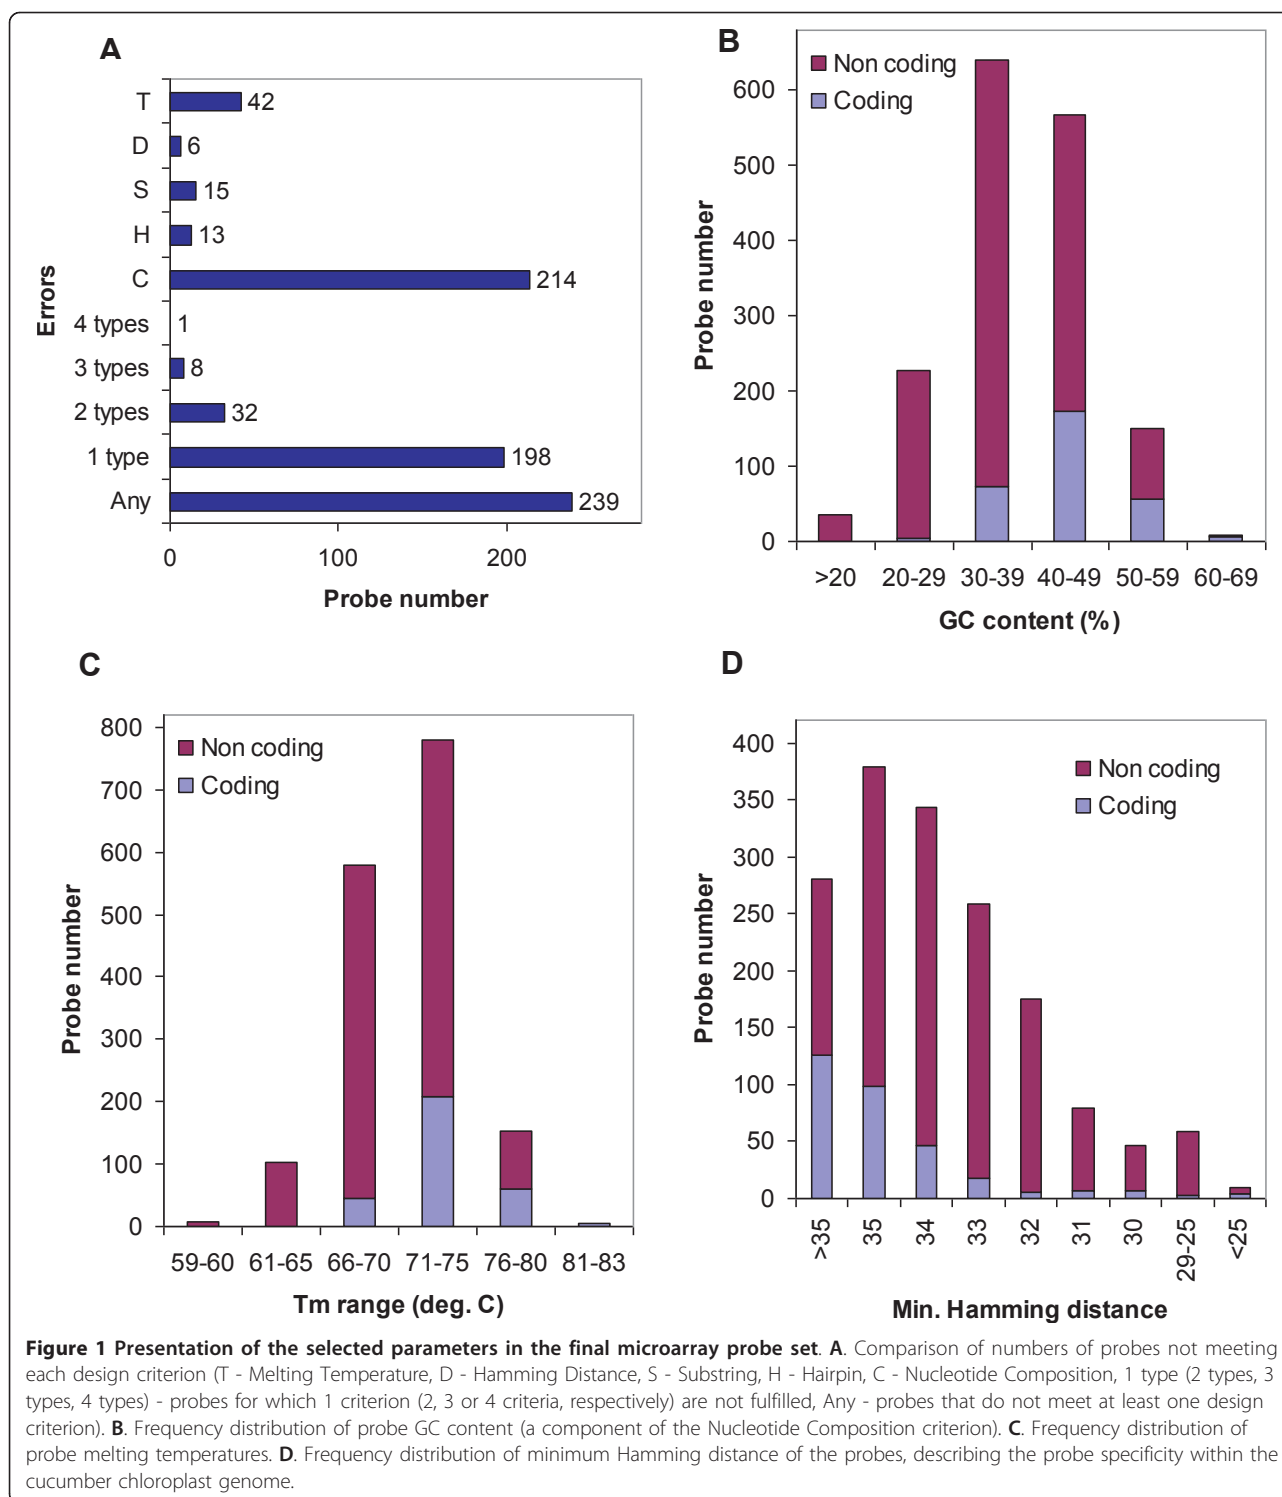 A
T
42
D
6
S
15
H
13
C
214
4 types
1
3 types
8
2 types
32
1 type
198
Any
239
0
100
200
Errors
Probe number
B
Non coding
Coding
600
500
400
300
200
100
0
Probe number
>20 20-29 30-39 40-49 50-59 60-69
GC content (%)
C
800
700
600
500
400
300
200
100
0
Non coding
Coding
Probe number
59-60 61-65 66-70 71-75 76-80 81-83
Tm range (deg. C)
D
400
350
300
250
200
150
100
50
0
Non coding
Coding
Probe number
>35 35 34 33 32 31 30 29-25 <25
Min. Hamming distance
Figure 1 Presentation of the selected parameters in the final microarray probe set. A. Comparison of numbers of probes not meeting
each design criterion (T - Melting Temperature, D - Hamming Distance, S - Substring, H - Hairpin, C - Nucleotide Composition, 1 type (2 types, 3
types, 4 types) - probes for which 1 criterion (2, 3 or 4 criteria, respectively) are not fulfilled, Any - probes that do not meet at least one design
criterion). B. Frequency distribution of probe GC content (a component of the Nucleotide Composition criterion). C. Frequency distribution of
probe melting temperatures. D. Frequency distribution of minimum Hamming distance of the probes, describing the probe specificity within the
cucumber chloroplast genome.